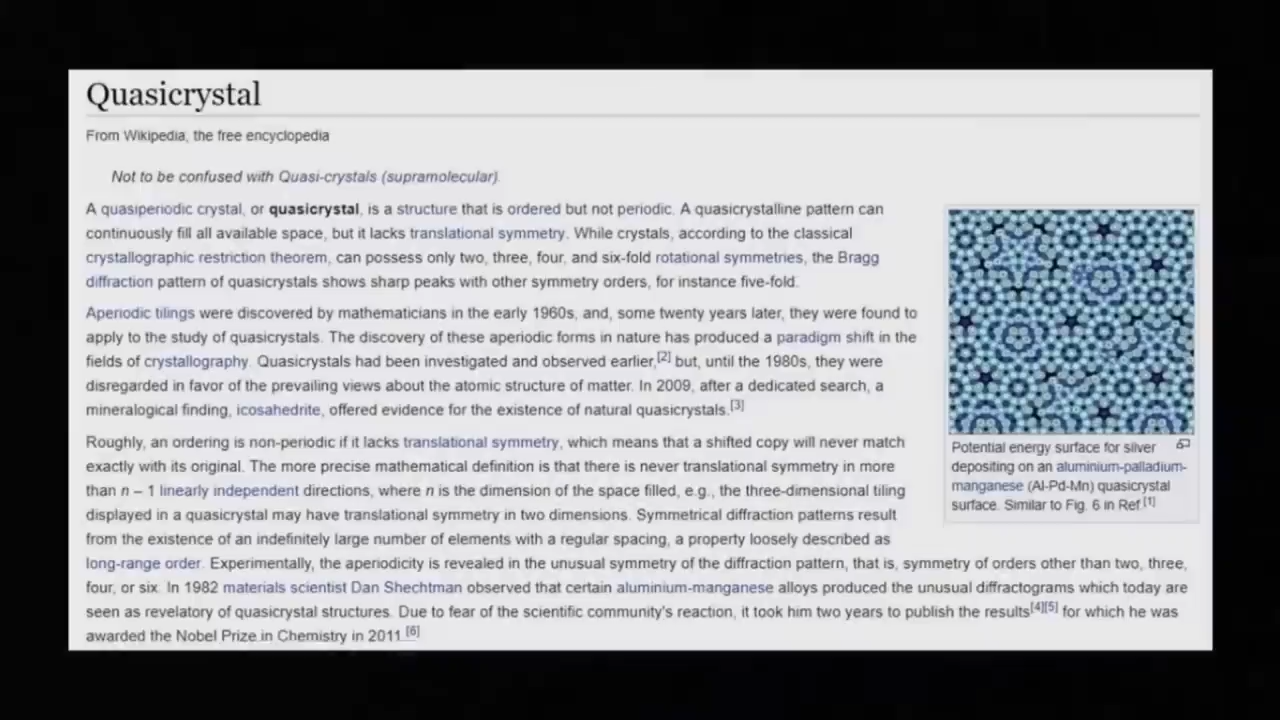 Quasicrystal
From Wikipedia, the free encyclopedia
Not to be confused with Quasi-crystals (supramolecular).
A quasiperiodic crystal, or quasicrystal, is a structure that is ordered but not periodic. A quasicrystalline pattern can
continuously fill all available space, but it lacks translational symmetry. While crystals, according to the classical
crystallographic restriction theorem, can possess only two, three, four, and six-fold rotational symmetries, the Bragg
diffraction pattern of quasicrystals shows sharp peaks with other symmetry orders, for instance five-fold.
Aperiodic tilings were discovered by mathematicians in the early 1960s, and, some twenty years later, they were found to
apply to the study of quasicrystals. The discovery of these aperiodic forms in nature has produced a paradigm shift in the
fields of crystallography. Quasicrystals had been investigated and observed earlier,[2] but, until the 1980s, they were
disregarded in favor of the prevailing views about the atomic structure of matter. In 2009, after a dedicated search, a
mineralogical finding, icosahedrite, offered evidence for the existence of natural quasicrystals.[3]
Roughly, an ordering is non-periodic if it lacks translational symmetry, which means that a shifted copy will never match
exactly with its original. The more precise mathematical definition is that there is never translational symmetry in more
than n – 1 linearly independent directions, where n is the dimension of the space filled, e.g., the three-dimensional tiling
displayed in a quasicrystal may have translational symmetry in two dimensions. Symmetrical diffraction patterns result
from the existence of an indefinitely large number of elements with a regular spacing, a property loosely described as
long-range order. Experimentally, the aperiodicity is revealed in the unusual symmetry of the diffraction pattern, that is, symmetry of orders other than two, three,
four, or six. In 1982 materials scientist Dan Shechtman observed that certain aluminium-manganese alloys produced the unusual diffractograms which today are
seen as revelatory of quasicrystal structures. Due to fear of the scientific community's reaction, it took him two years to publish the results[4][5] for which he was
awarded the Nobel Prize in Chemistry in 2011.[6]
Potential energy surface for silver
depositing on an aluminium-palladium-
manganese (Al-Pd-Mn) quasicrystal
surface. Similar to Fig. 6 in Ref.[1]